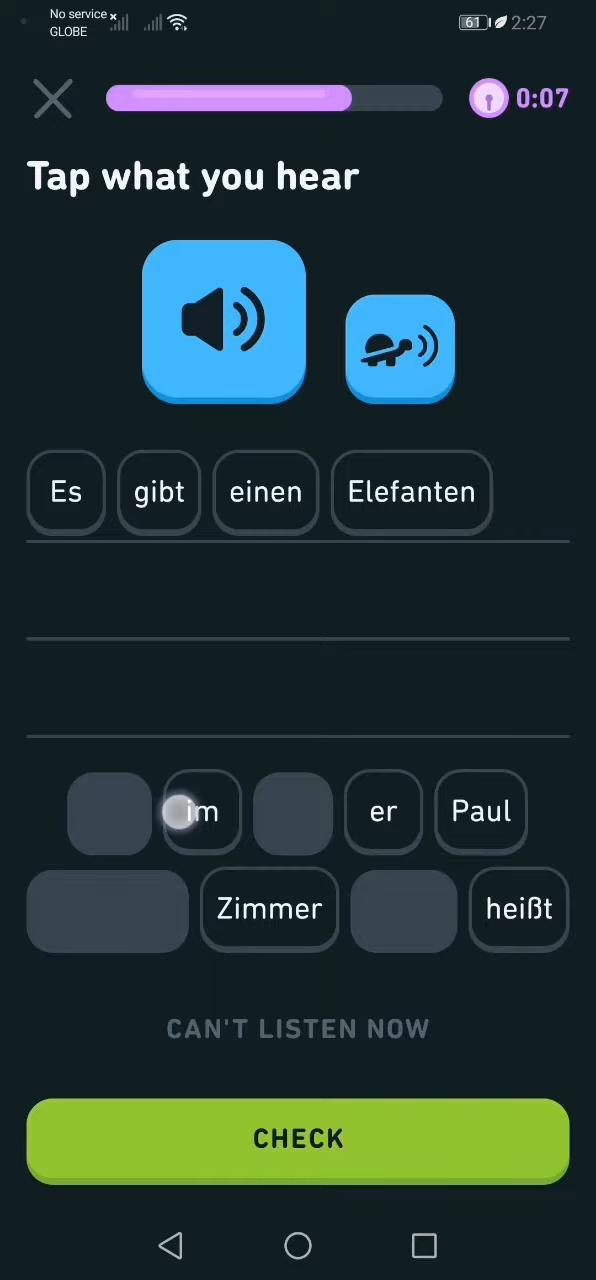 No service 61 2:27
GLOBE
0:07
Tap what you hear
Es gibt einen Elefanten
im er Paul
Zimmer heißt
CAN'T LISTEN NOW
CHECK